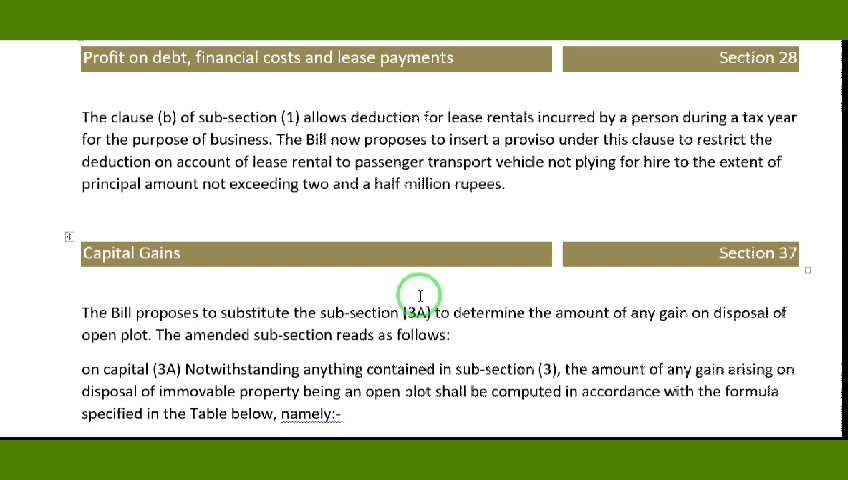 Profit on debt, financial costs and lease payments Section 28
The clause (b) of sub-section (1) allows deduction for lease rentals incurred by a person during a tax year
for the purpose of business. The Bill now proposes to insert a proviso under this clause to restrict the
deduction on account of lease rental to passenger transport vehicle not plying for hire to the extent of
principal amount not exceeding two and a half million rupees.
Capital Gains Section 37
The Bill proposes to substitute the sub-section (3A) to determine the amount of any gain on disposal of
open plot. The amended sub-section reads as follows:
on capital (3A) Notwithstanding anything contained in sub-section (3), the amount of any gain arising on
disposal of immovable property being an open plot shall be computed in accordance with the formula
specified in the Table below, namely:-